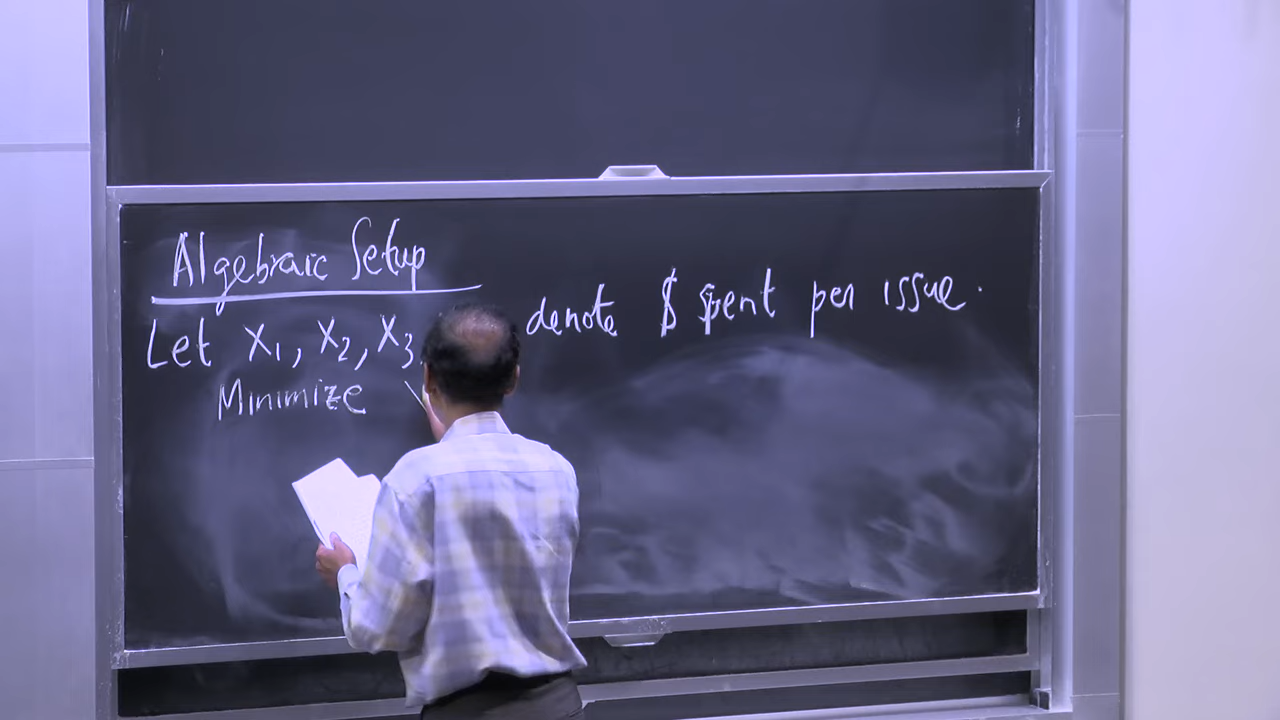 Algebraic Setup
Let X1, X2, X3, denote $ spent per issue.
Minimize